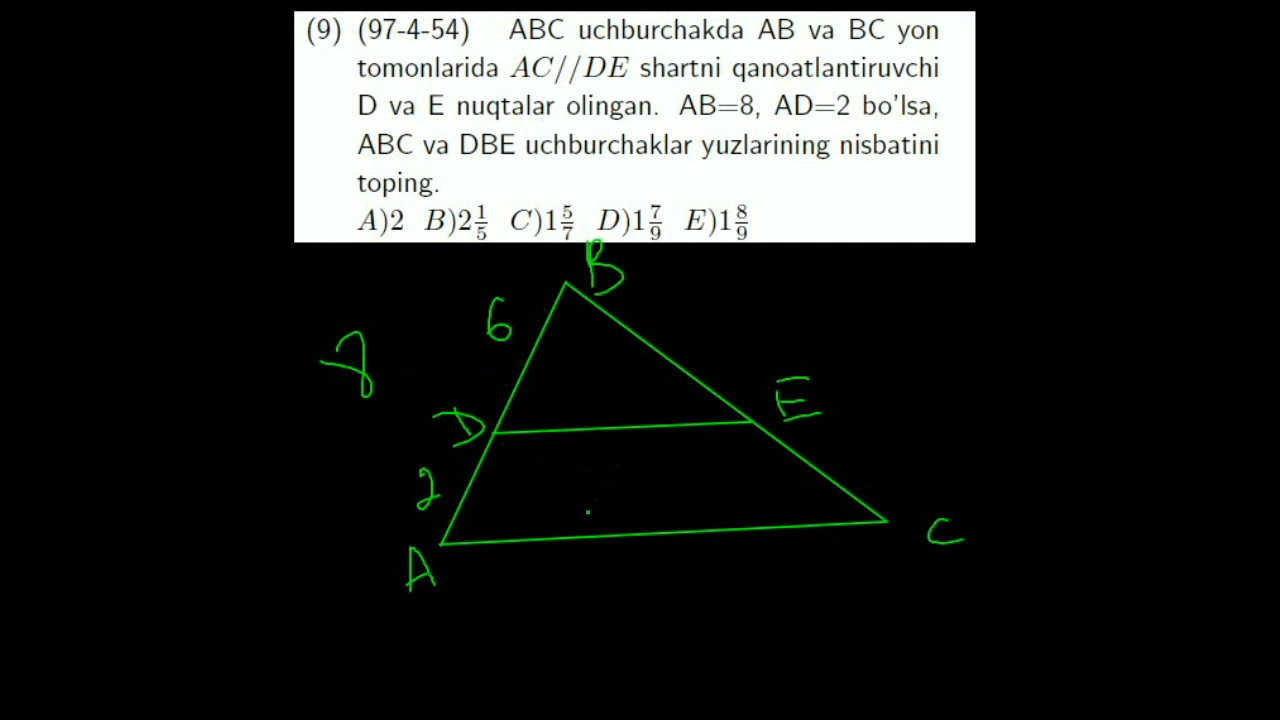 (9) (97-4-54) ABC uchburchakda AB va BC yon
tomonlarida AC//DE shartni qanoatlantiruvchi
D va E nuqtalar olingan. AB=8, AD=2 bo'lsa,
ABC va DBE uchburchaklar yuzlarining nisbatini
toping.
A)2 B)2 1/5 C)1 5/7 D)1 7/9 E)1 8/9
B
6
8
E
D
2
C
A